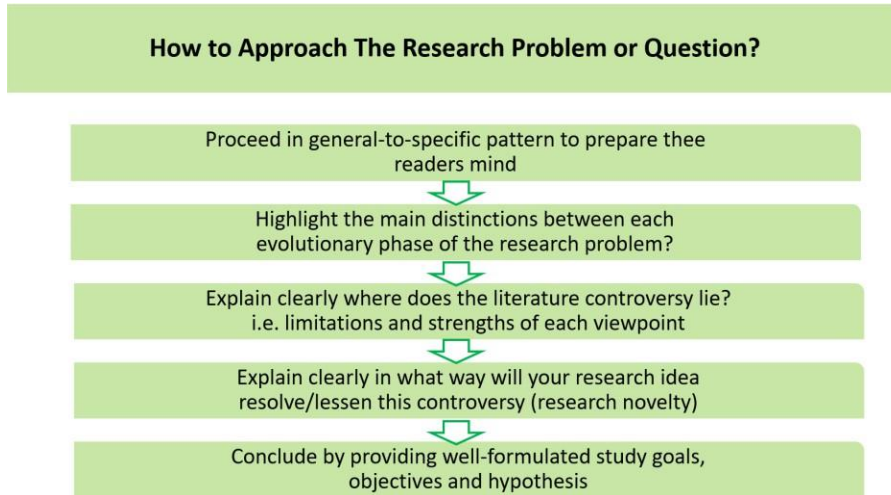 How to Approach The Research Problem or Question?
Proceed in general-to-specific pattern to prepare thee
readers mind
Highlight the main distinctions between each
evolutionary phase of the research problem?
Explain clearly where does the literature controversy lie?
i.e. limitations and strengths of each viewpoint
Explain clearly in what way will your research idea
resolve/lessen this controversy (research novelty)
Conclude by providing well-formulated study goals,
objectives and hypothesis